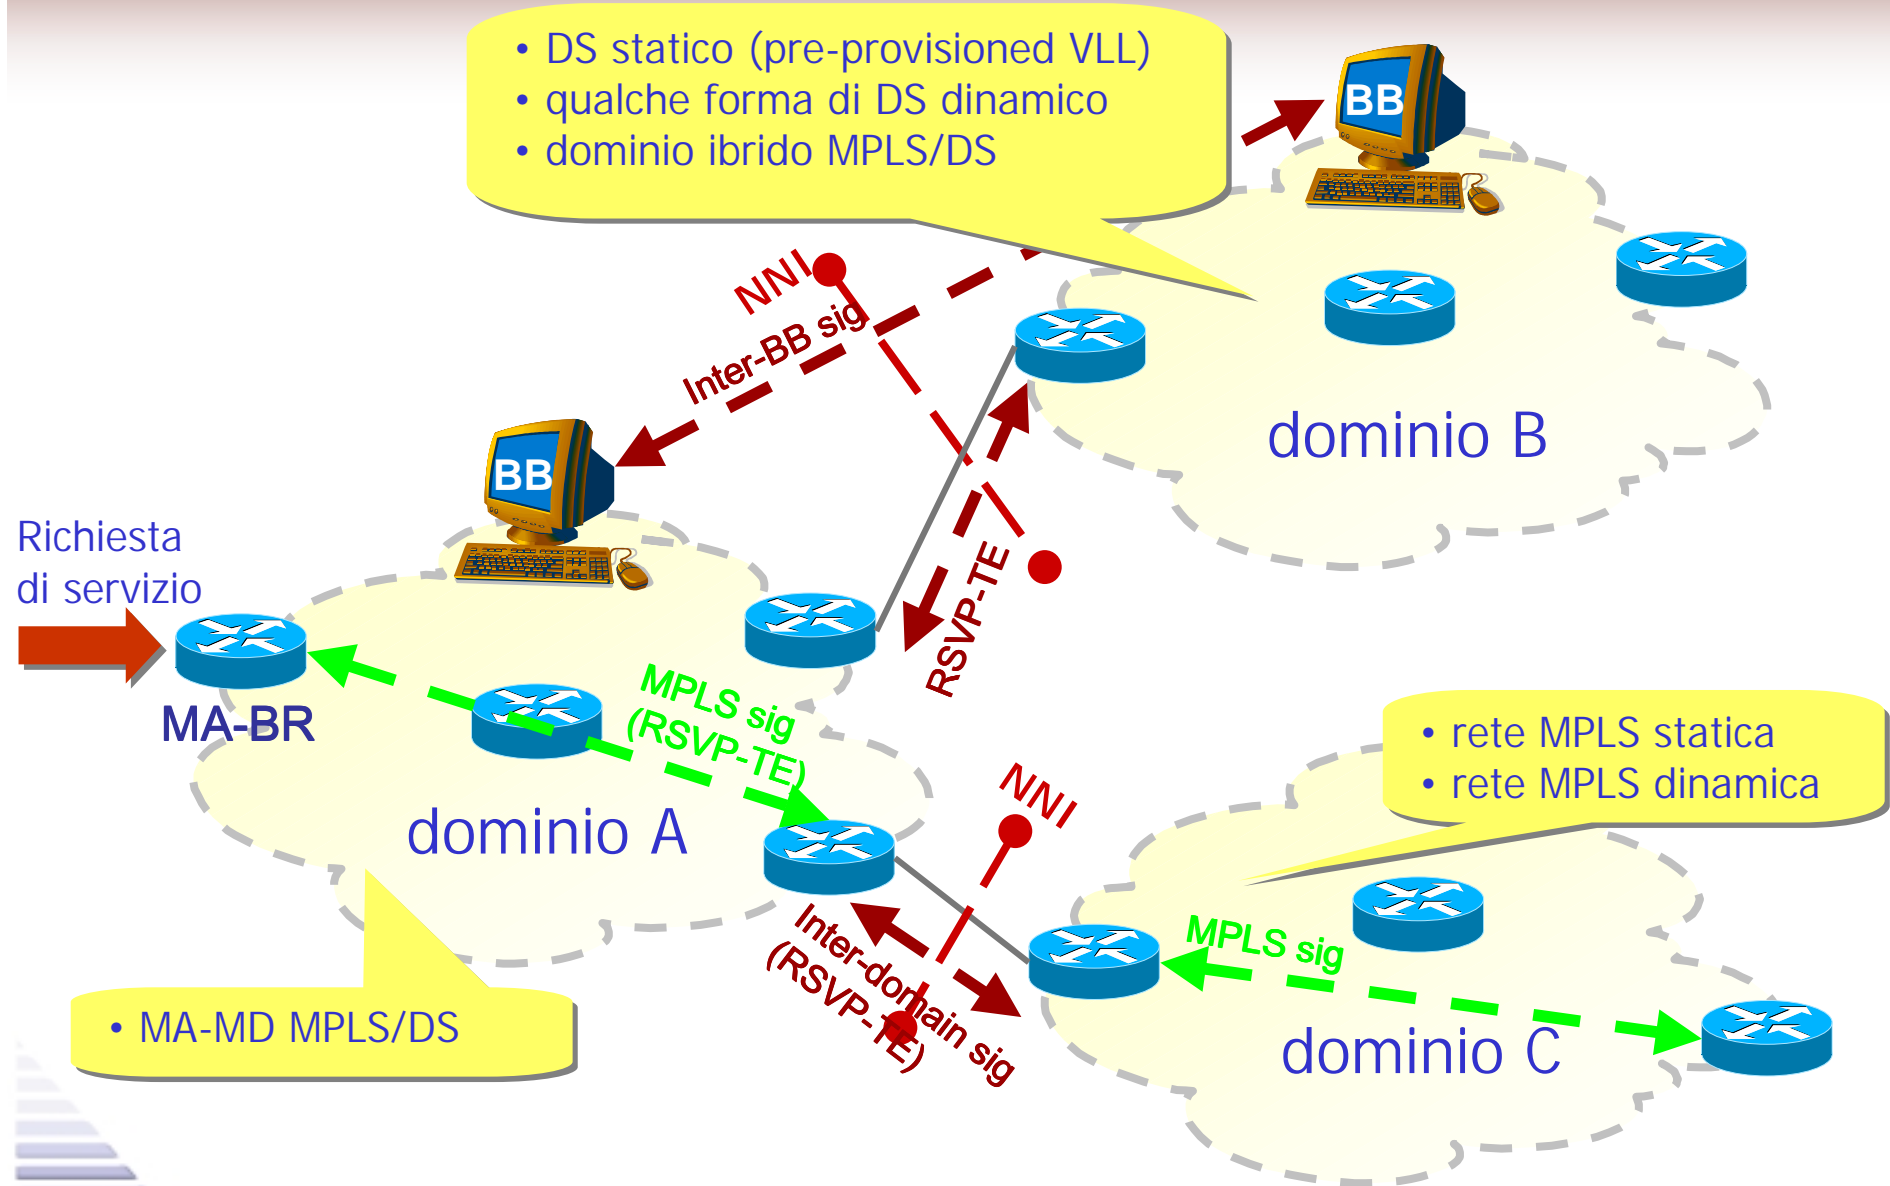 • DS statico (pre-provisioned VLL)
• qualche forma di DS dinamico
• dominio ibrido MPLS/DS
BB
NNI
Inter-BB sig
dominio B
BB
Richiesta
di servizio
RSVP-TE
MA-BR
MPLS sig
(RSVP-TE)
• rete MPLS statica
• rete MPLS dinamica
NNI
dominio A
Inter-domain sig
(RSVP-TE)
MPLS sig
• MA-MD MPLS/DS
dominio C